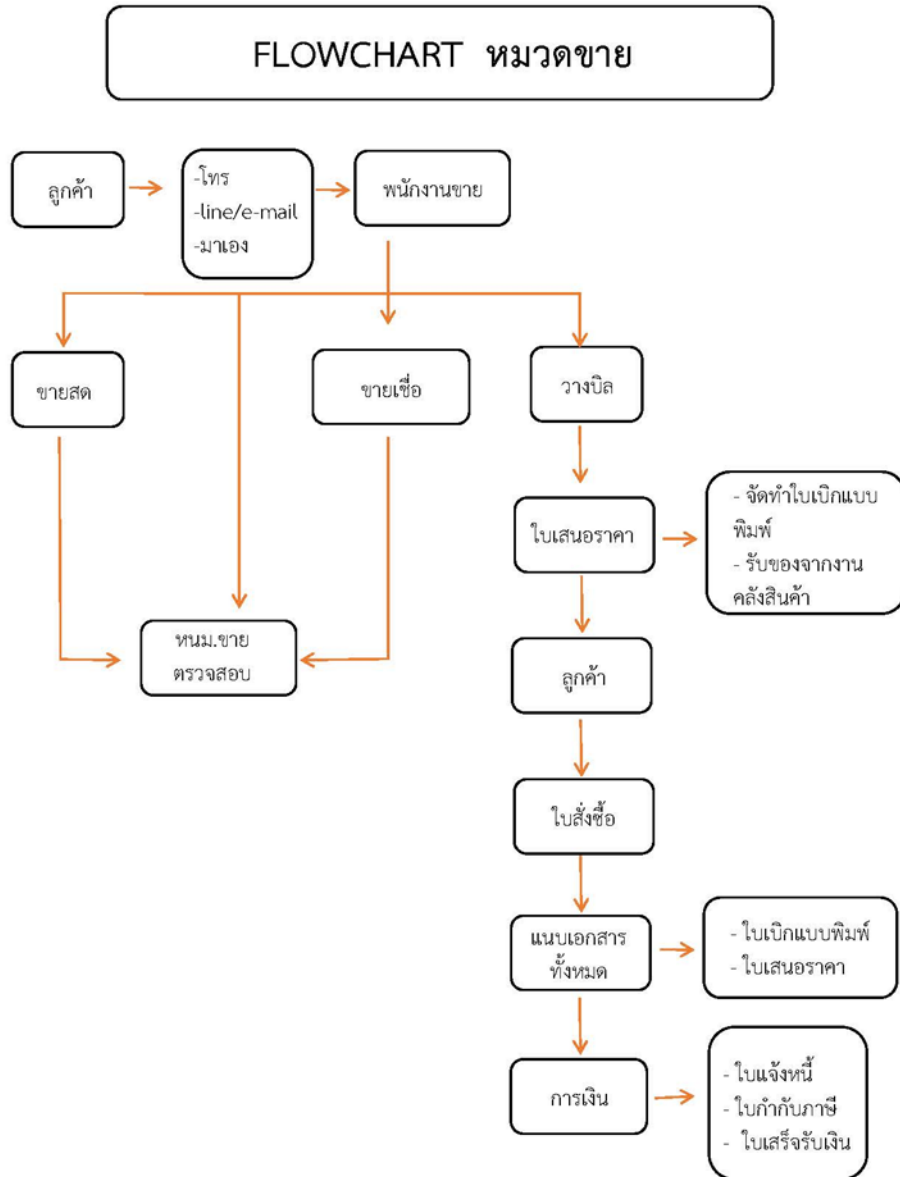 FLOWCHART หมวดขาย
ลูกค้า
-โทร
-line/e-mail
-มาเอง
พนักงานขาย
ขายสด
ขายเชื่อ
วางบิล
ใบเสนอราคา
- จัดทำใบเบิกแบบ
พิมพ์
- รับของจากงาน
คลังสินค้า
หนม.ขาย
ตรวจสอบ
ลูกค้า
ใบสั่งซื้อ
แนบเอกสาร
ทั้งหมด
- ใบเบิกแบบพิมพ์
- ใบเสนอราคา
การเงิน
- ใบแจ้งหนี้
- ใบกำกับภาษี
- ใบเสร็จรับเงิน